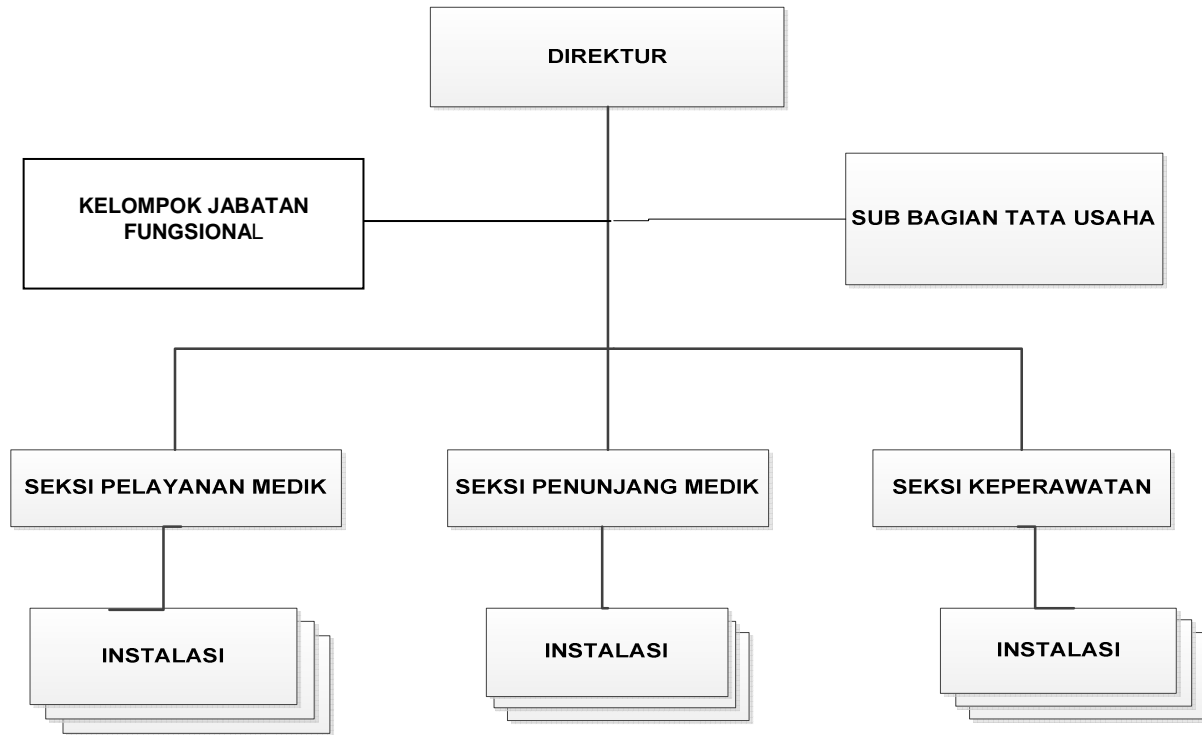 DIREKTUR
KELOMPOK JABATAN
FUNGSIONAL
SUB BAGIAN TATA USAHA
SEKSI PELAYANAN MEDIK
SEKSI PENUNJANG MEDIK
SEKSI KEPERAWATAN
INSTALASI
INSTALASI
INSTALASI